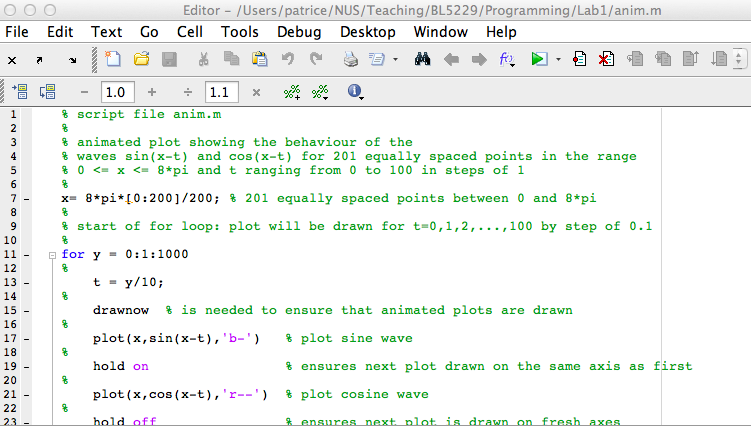 Editor – /Users/patrice/NUS/Teaching/BL5229/Programming/Lab1/anim.m
File Edit Text Go Cell Tools Debug Desktop Window Help
1.0 1.1
1 % script file anim.m
2 %
3 % animated plot showing the behaviour of the
4 % waves sin(x-t) and cos(x-t) for 201 equally spaced points in the range
5 % 0 <= x <= 8*pi and t ranging from 0 to 100 in steps of 1
6 %
7 – x= 8*pi*[0:200]/200; % 201 equally spaced points between 0 and 8*pi
8 %
9 % start of for loop: plot will be drawn for t=0,1,2,...,100 by step of 0.1
10 %
11 – for y = 0:1:1000
12 %
13 – t = y/10;
14 %
15 – drawnow % is needed to ensure that animated plots are drawn
16 %
17 – plot(x,sin(x-t),'b-') % plot sine wave
18 %
19 – hold on % ensures next plot drawn on the same axis as first
20 %
21 – plot(x,cos(x-t),'r--') % plot cosine wave
22 %
23 – hold off % ensures next plot is drawn on fresh axes